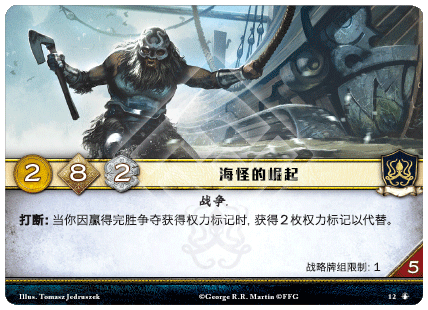 2 8 2 海怪的崛起
战争.
打断: 当你因赢得完胜争夺获得权力标记时, 获得2枚权力标记以代替。
战略牌组限制: 1
5
Illus. Tomasz Jedruszek ©George R.R. Martin ©FFG 12